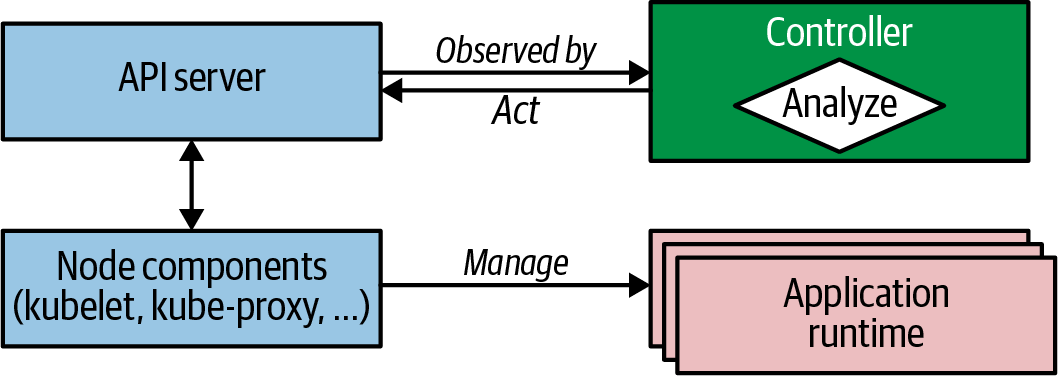 API server
Observed by
Act
Controller
Analyze
Node components
(kubelet, kube-proxy, ...)
Manage
Application
runtime